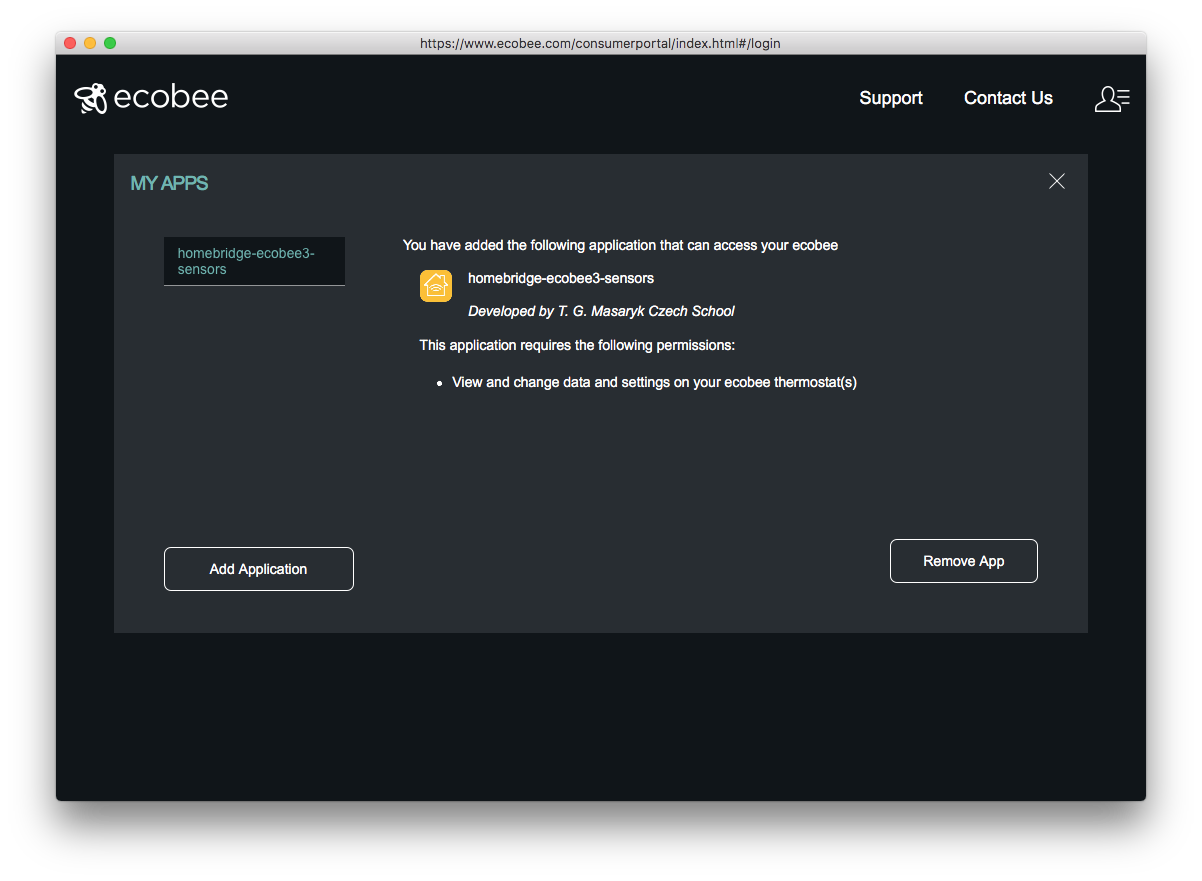 https://www.ecobee.com/consumerportal/index.html#/login
ecobee
Support
Contact Us
MY APPS
homebridge-ecobee3-
sensors
You have added the following application that can access your ecobee
homebridge-ecobee3-sensors
Developed by T. G. Masaryk Czech School
This application requires the following permissions:
• View and change data and settings on your ecobee thermostat(s)
Add Application
Remove App